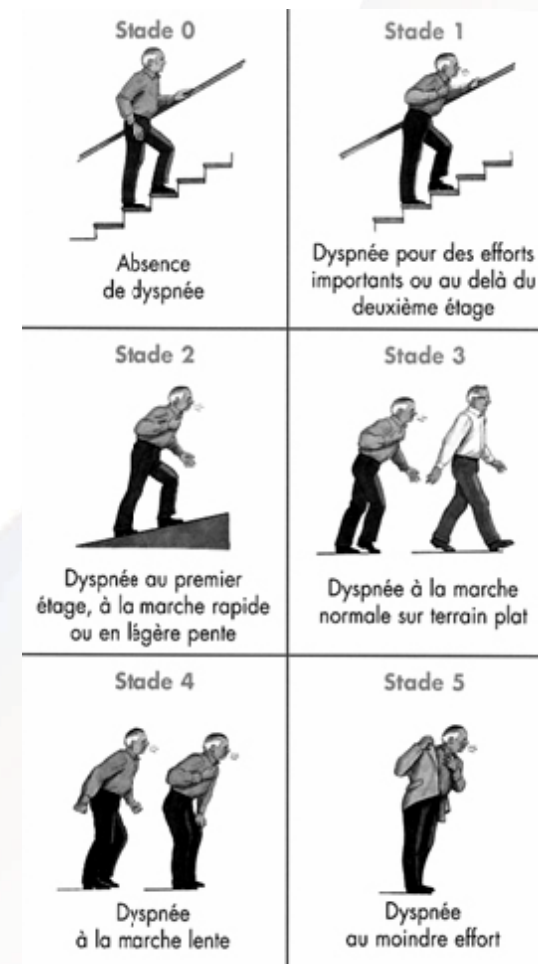 Stade 0
Absence
de dyspnée
Stade 1
Dyspnée pour des efforts
importants ou au delà du
deuxième étage
Stade 2
Dyspnée au premier
étage, à la marche rapide
ou en légère pente
Stade 3
Dyspnée à la marche
normale sur terrain plat
Stade 4
Dyspnée
à la marche lente
Stade 5
Dyspnée
au moindre effort